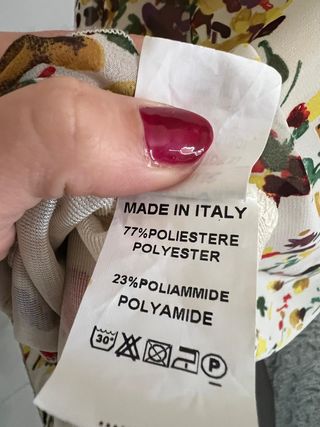 MADE IN ITALY
77%POLIESTERE
POLYESTER
23%POLIAMMIDE
POLYAMIDE
30° P